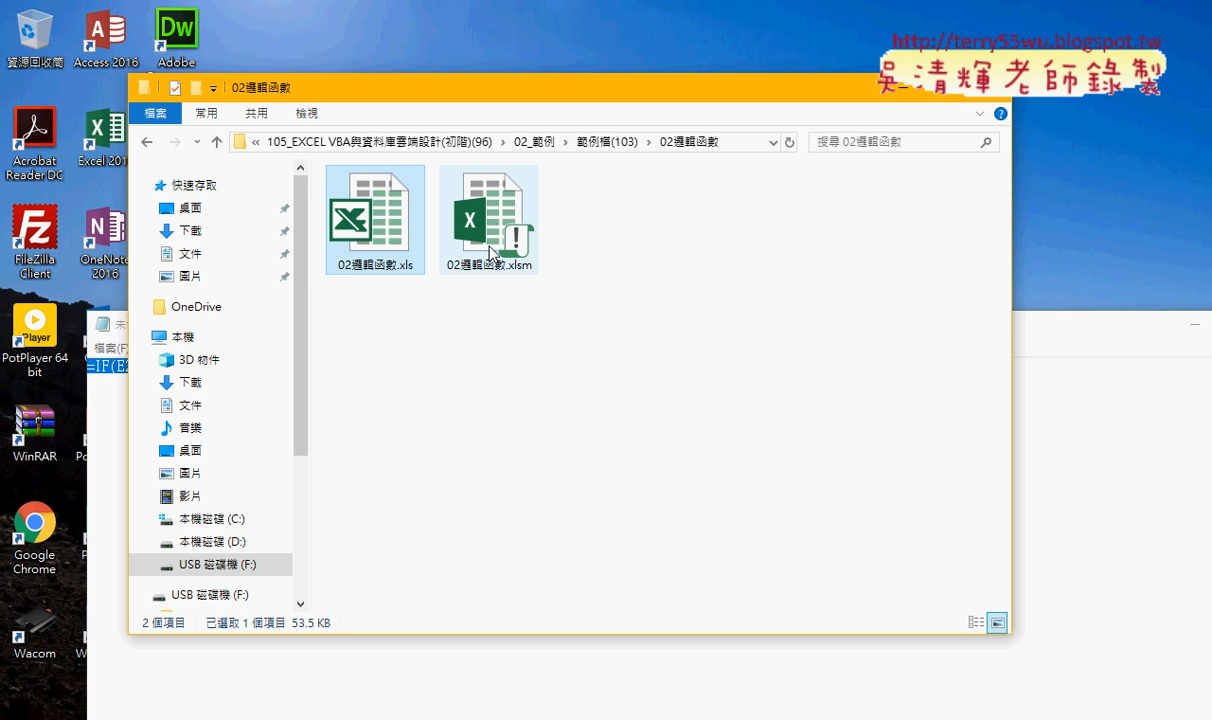 http://terry55wu.blogspot.tw
吳清輝老師錄製
資源回收筒
Access 2016
Adobe
Acrobat Reader DC
Excel 201
FileZilla Client
OneNote 2016
PotPlayer 64 bit
WinRAR
Google Chrome
Wacom
02邏輯函數
檔案
常用
共用
檢視
« 105_EXCEL VBA與資料庫雲端設計(初階)(96) › 02_範例 › 範例檔(103) › 02邏輯函數
搜尋 02邏輯函數
快速存取
桌面
下載
文件
圖片
OneDrive
本機
3D 物件
下載
文件
音樂
桌面
圖片
影片
本機磁碟 (C:)
本機磁碟 (D:)
USB 磁碟機 (F:)
USB 磁碟機 (F:)
02邏輯函數.xls
02邏輯函數.xlsm
2 個項目
已選取 1 個項目 53.5 KB
檔案(F)
=IF(E